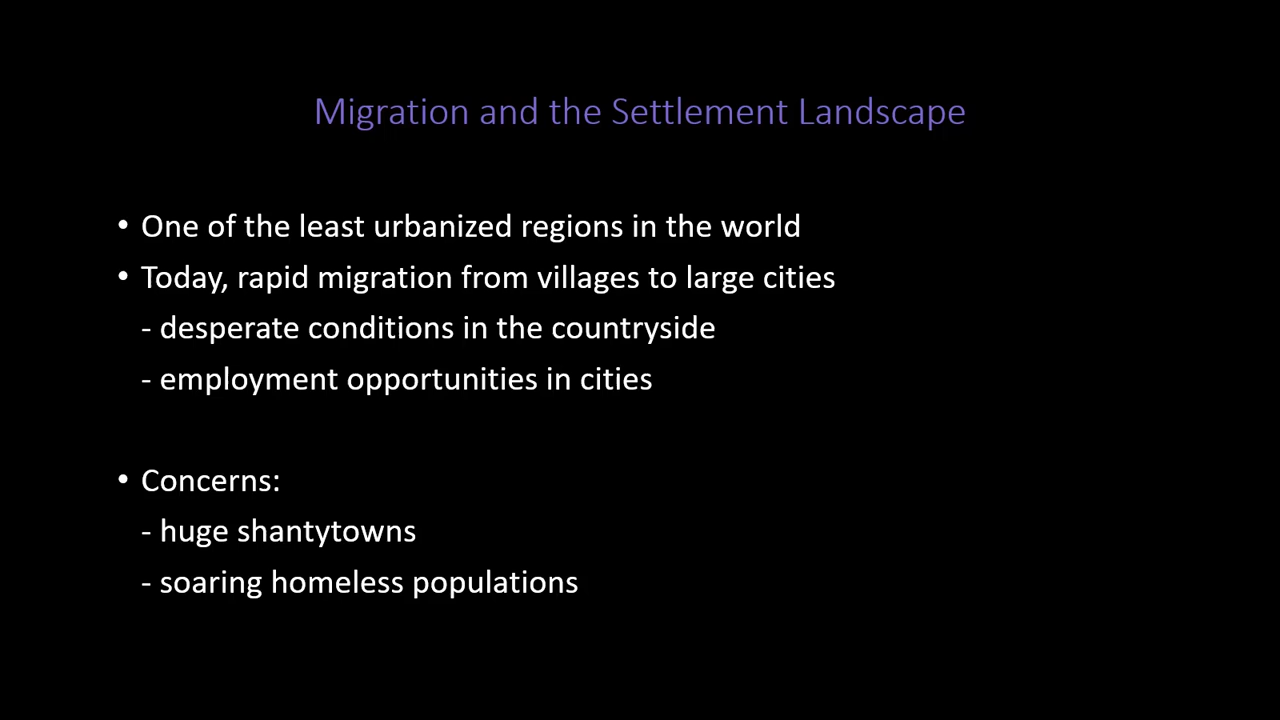 Migration and the Settlement Landscape
• One of the least urbanized regions in the world
• Today, rapid migration from villages to large cities
- desperate conditions in the countryside
- employment opportunities in cities
• Concerns:
- huge shantytowns
- soaring homeless populations